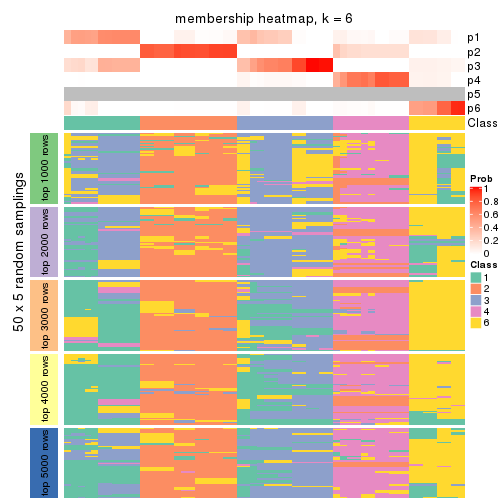 membership heatmap, k = 6
p1
p2
p3
p4
p5
p6
Class
50 x 5 random samplings
top 1000 rows
top 2000 rows
top 3000 rows
top 4000 rows
top 5000 rows
Prob
1
0.8
0.6
0.4
0.2
0
Class
1
2
3
4
6